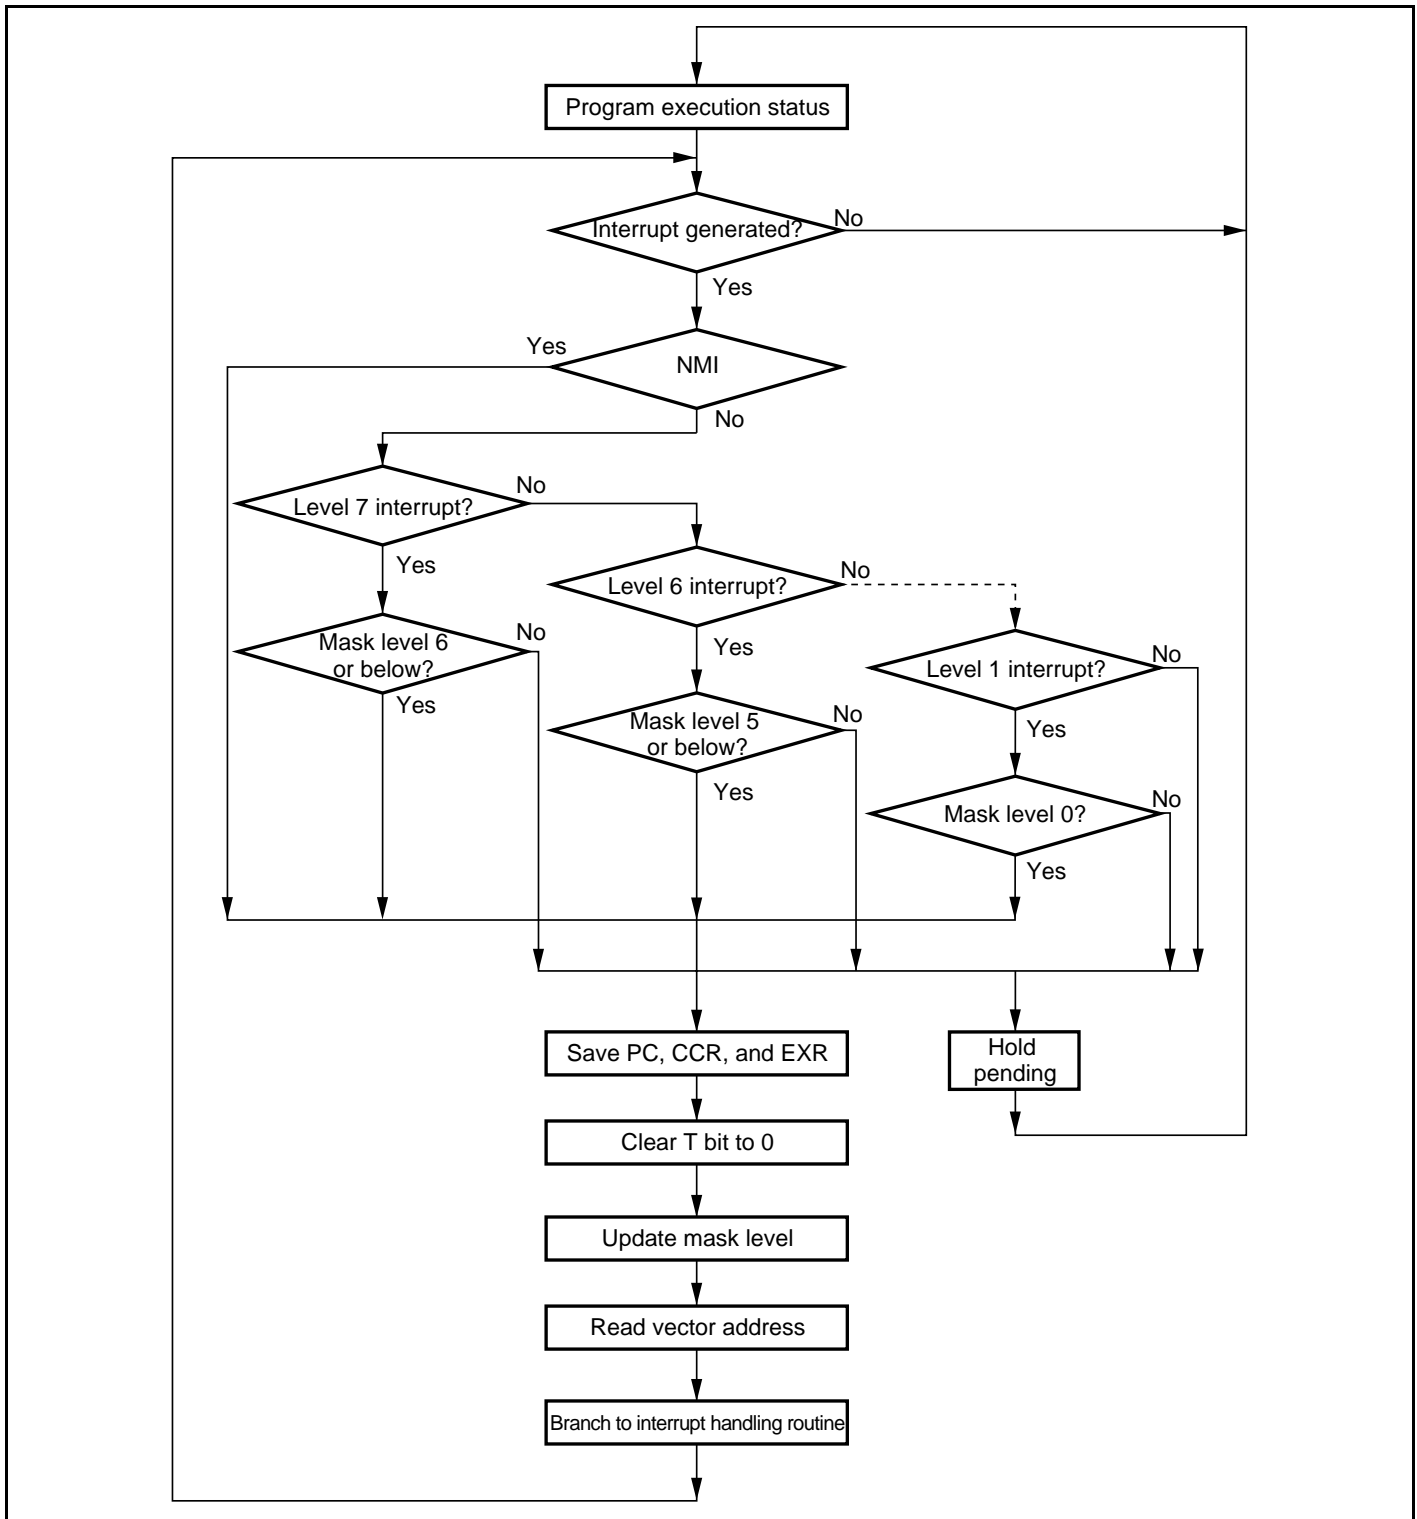 Program execution status
Interrupt generated?
No
Yes
Yes
NMI
No
Level 7 interrupt?
No
Yes
Level 6 interrupt?
No
Mask level 6
or below?
No
Yes
Level 1 interrupt?
No
Yes
Mask level 5
or below?
No
Yes
Yes
Mask level 0?
No
Yes
Save PC, CCR, and EXR
Hold
pending
Clear T bit to 0
Update mask level
Read vector address
Branch to interrupt handling routine